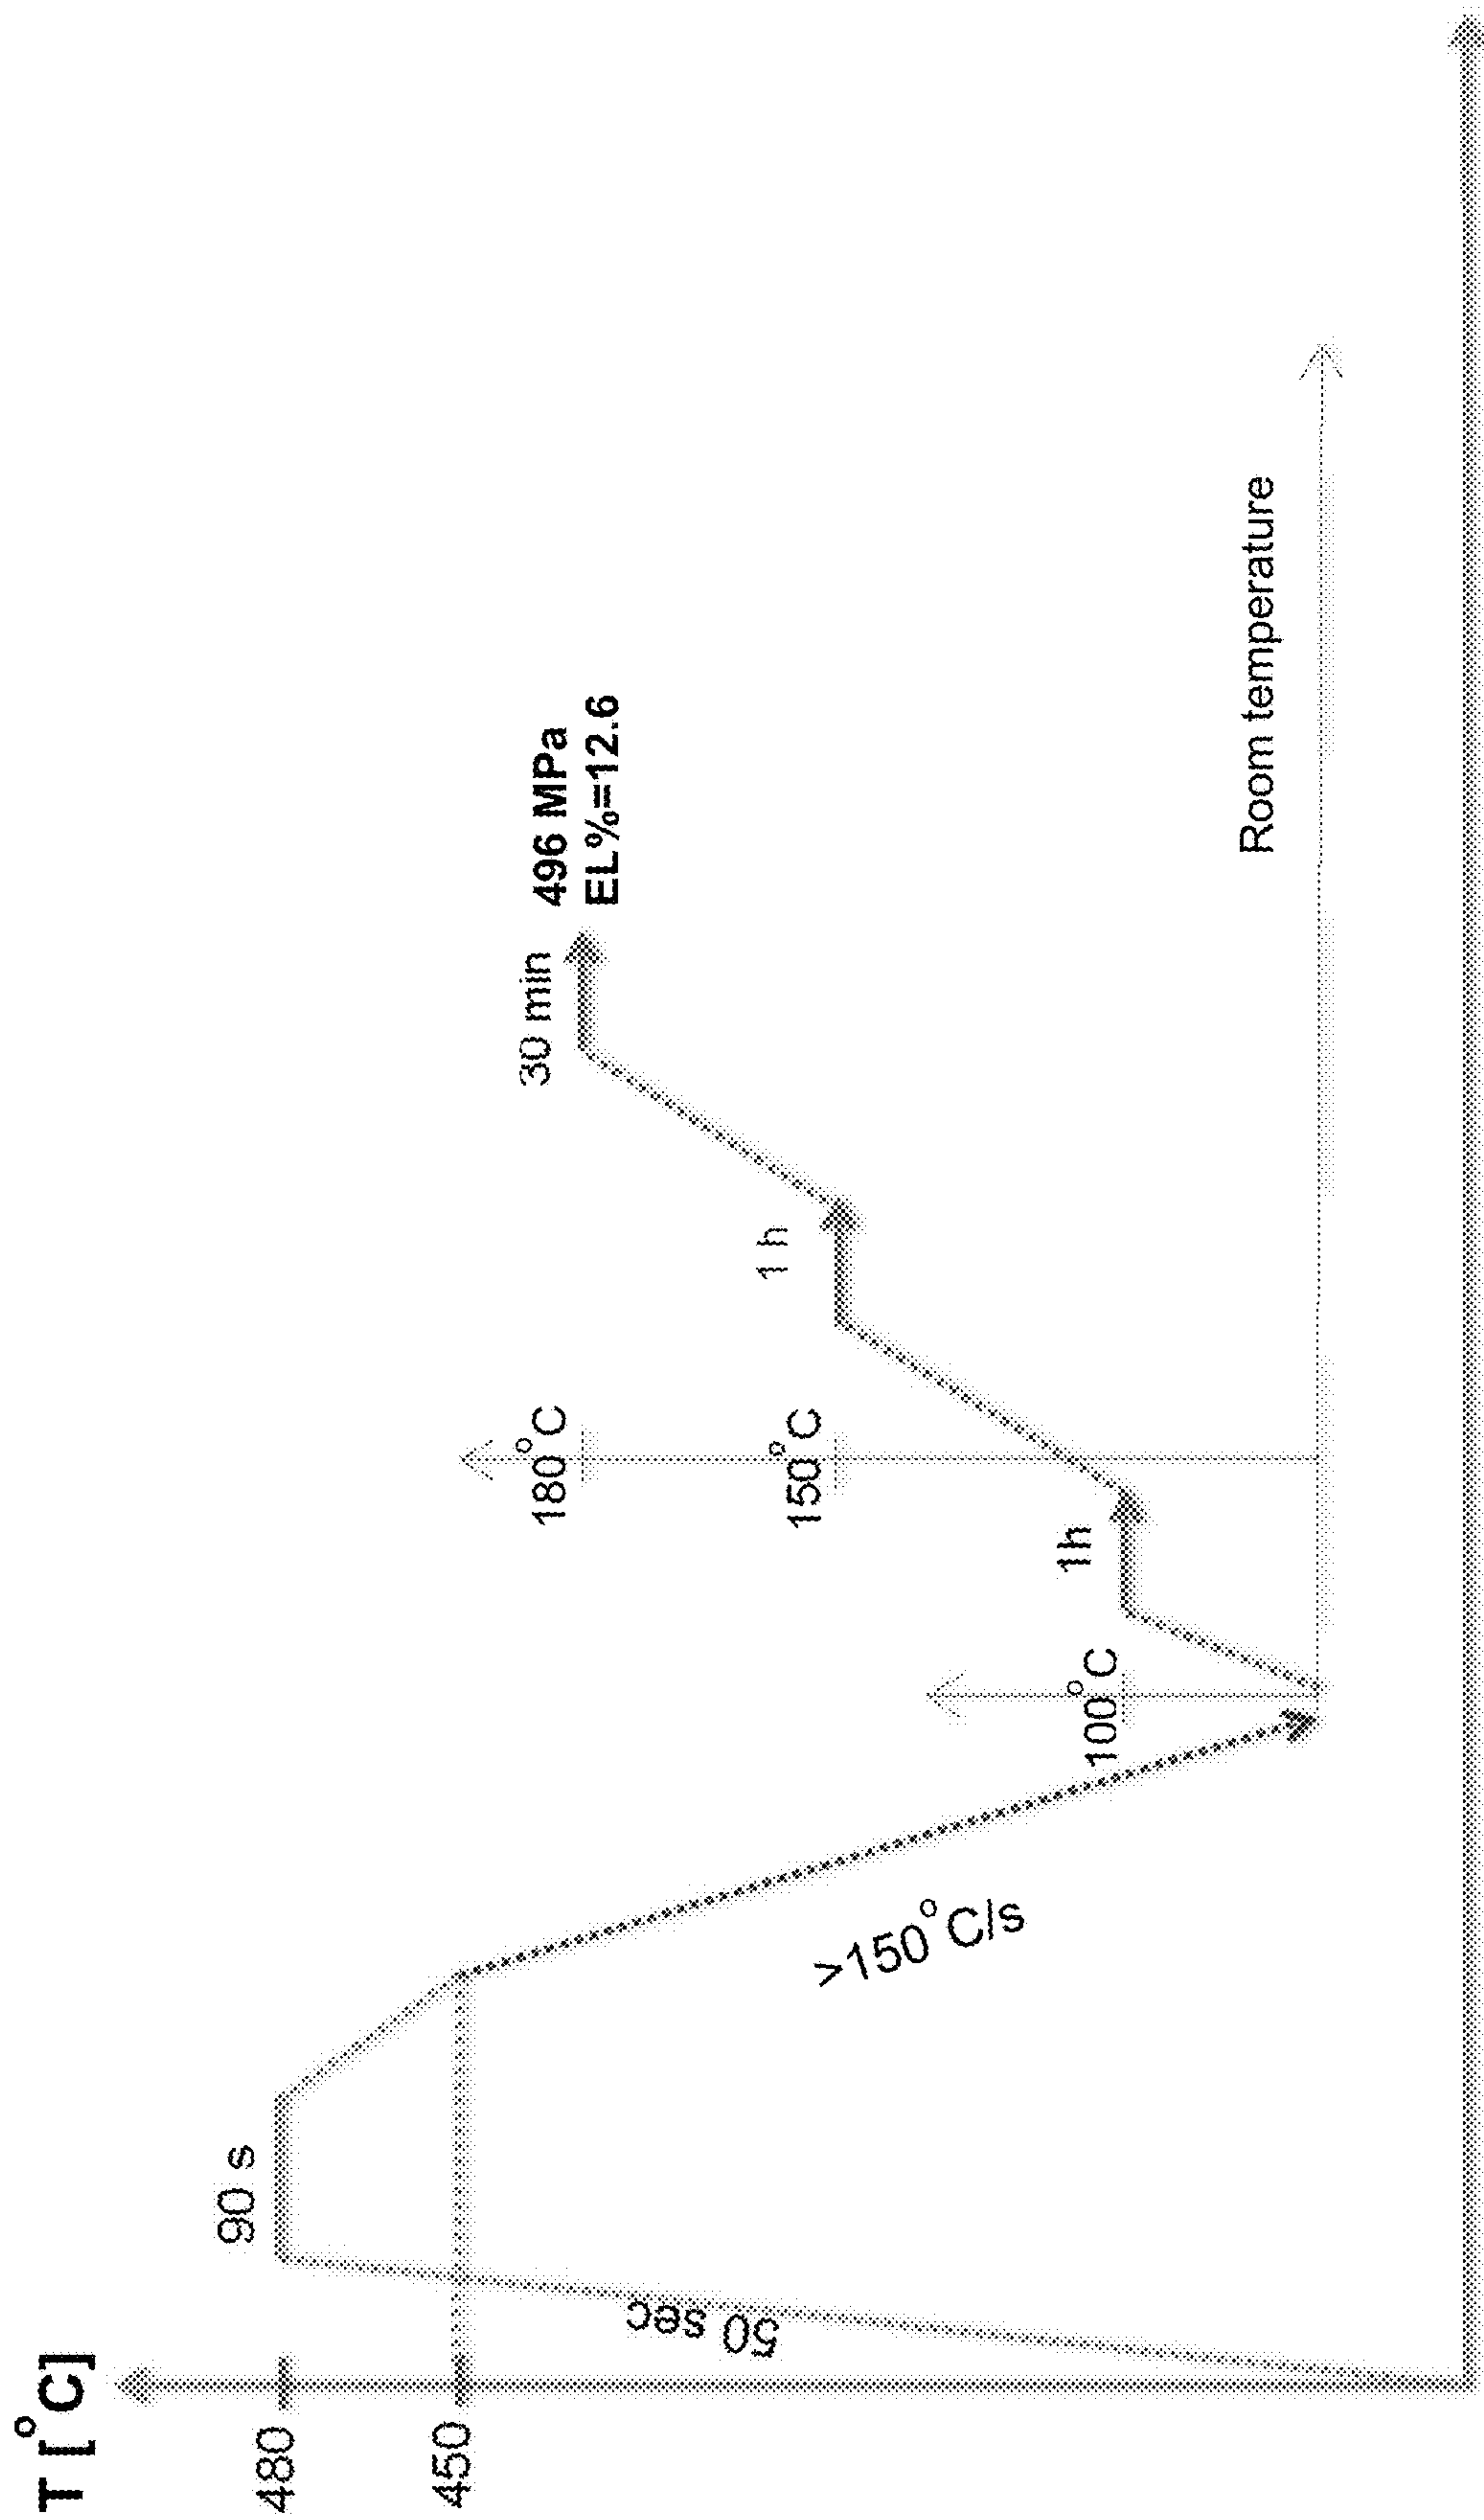 T [°C]
480
450
90 s
50 sec
>150°C/s
100°C
1h
180°C
150°C
1 h
30 min
496 MPa
EL%=12.6
Room temperature